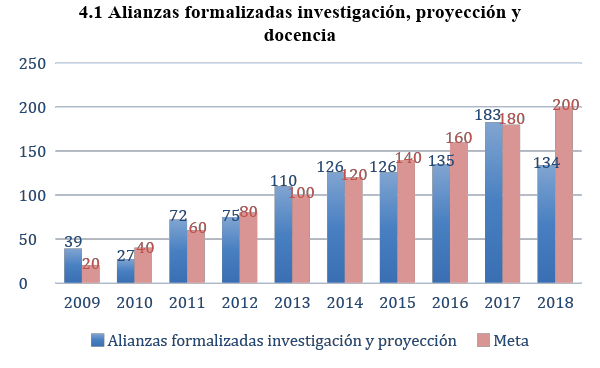 4.1 Alianzas formalizadas investigación, proyección y
docencia
250
200
150
100
50
0
39 20 27 40 72 60 75 80 110 100 126 120 126 140 135 160 183 180 134 200
2009 2010 2011 2012 2013 2014 2015 2016 2017 2018
Alianzas formalizadas investigación y proyección Meta